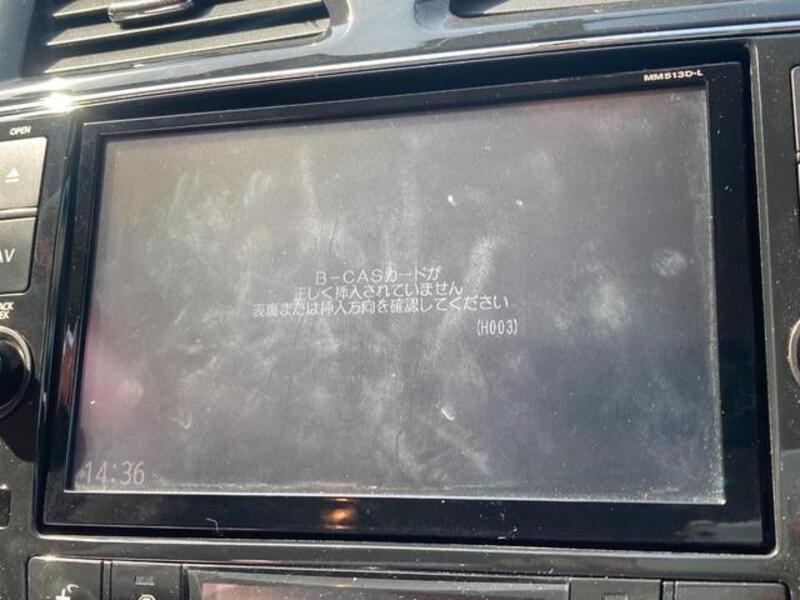 MM513D-L
OPEN
AV
B-CASカードが
正しく挿入されていません
表裏または挿入方向を確認してください
(H003)
14:36